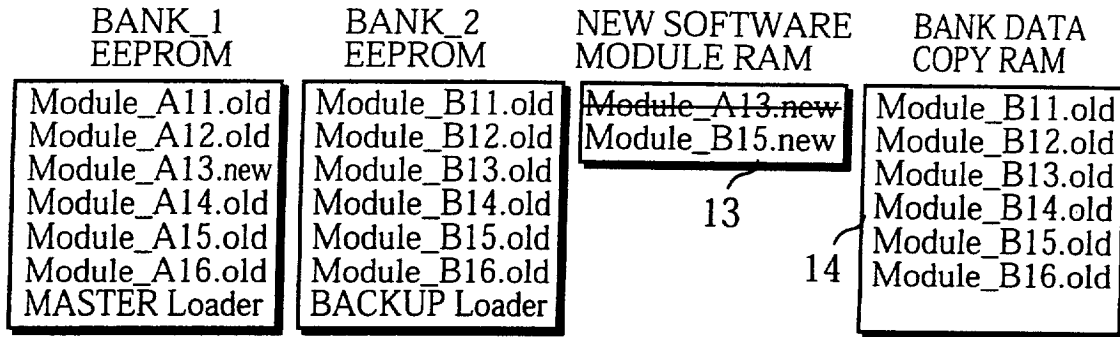 BANK_1
EEPROM
Module_A11.old
Module_A12.old
Module_A13.new
Module_A14.old
Module_A15.old
Module_A16.old
MASTER Loader
BANK_2
EEPROM
Module_B11.old
Module_B12.old
Module_B13.old
Module_B14.old
Module_B15.old
Module_B16.old
BACKUP Loader
NEW SOFTWARE
MODULE RAM
Module_A13.new
Module_B15.new
13
BANK DATA
COPY RAM
Module_B11.old
Module_B12.old
Module_B13.old
Module_B14.old
Module_B15.old
Module_B16.old
14